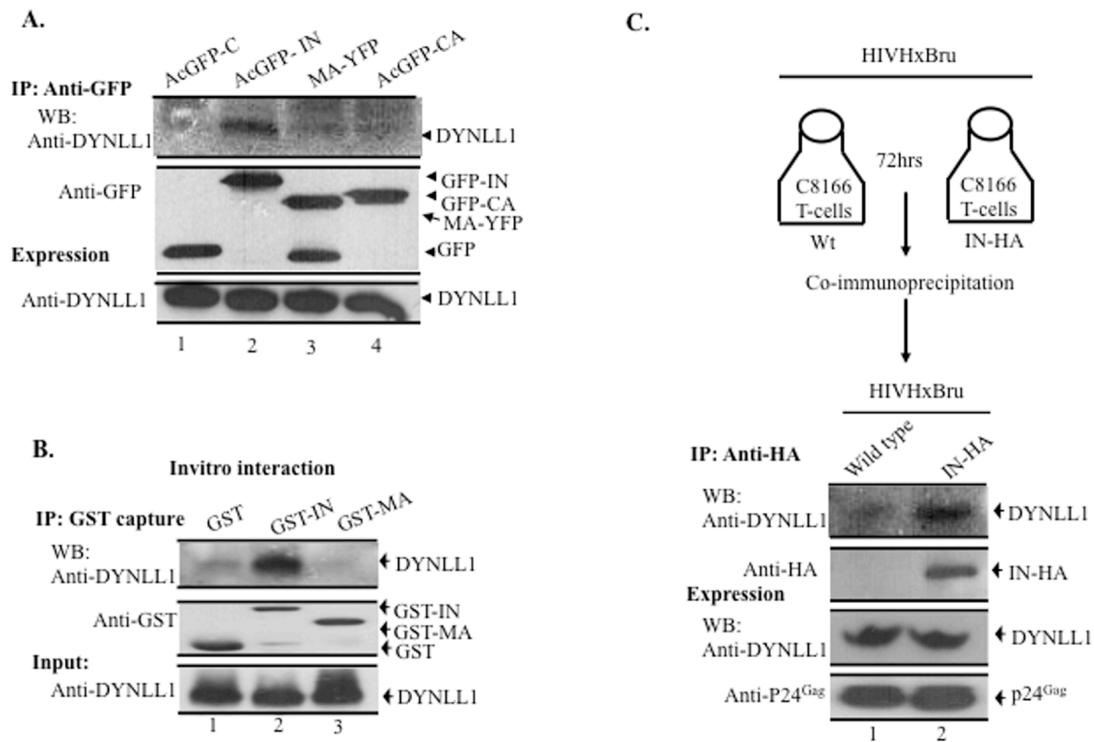 A.
AcGFP-C AcGFP- IN MA-YFP AcGFP-CA
IP: Anti-GFP
WB:
Anti-DYNLL1
DYNLL1
Anti-GFP
GFP-IN
GFP-CA
MA-YFP
GFP
Expression
Anti-DYNLL1
DYNLL1
1 2 3 4
B.
Invitro interaction
IP: GST capture
GST GST-IN GST-MA
WB:
Anti-DYNLL1
DYNLL1
Anti-GST
GST-IN
GST-MA
GST
Input:
Anti-DYNLL1
DYNLL1
1 2 3
C.
HIVHxBru
72hrs
C8166
T-cells
Wt
C8166
T-cells
IN-HA
Co-immunoprecipitation
HIVHxBru
IP: Anti-HA
Wild type IN-HA
WB:
Anti-DYNLL1
DYNLL1
Anti-HA
IN-HA
Expression
WB:
Anti-DYNLL1
DYNLL1
Anti-P24Gag
p24Gag
1 2